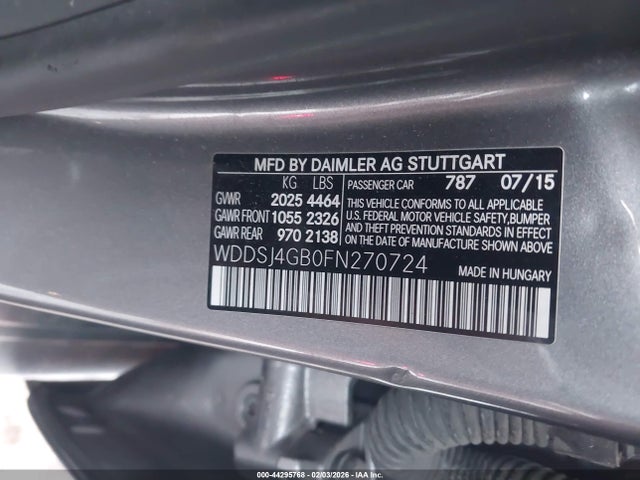 MFD BY DAIMLER AG STUTTGART
KG LBS PASSENGER CAR 787 07/15
GVWR 2025 4464
GAWR FRONT 1055 2326
GAWR REAR 970 2138
THIS VEHICLE CONFORMS TO ALL APPLICABLE
U.S. FEDERAL MOTOR VEHICLE SAFETY, BUMPER
AND THEFT PREVENTION STANDARDS IN EFFECT
ON THE DATE OF MANUFACTURE SHOWN ABOVE
WDDSJ4GB0FN270724
MADE IN HUNGARY
000-44295768 - 02/03/2026 - IAAI.COM